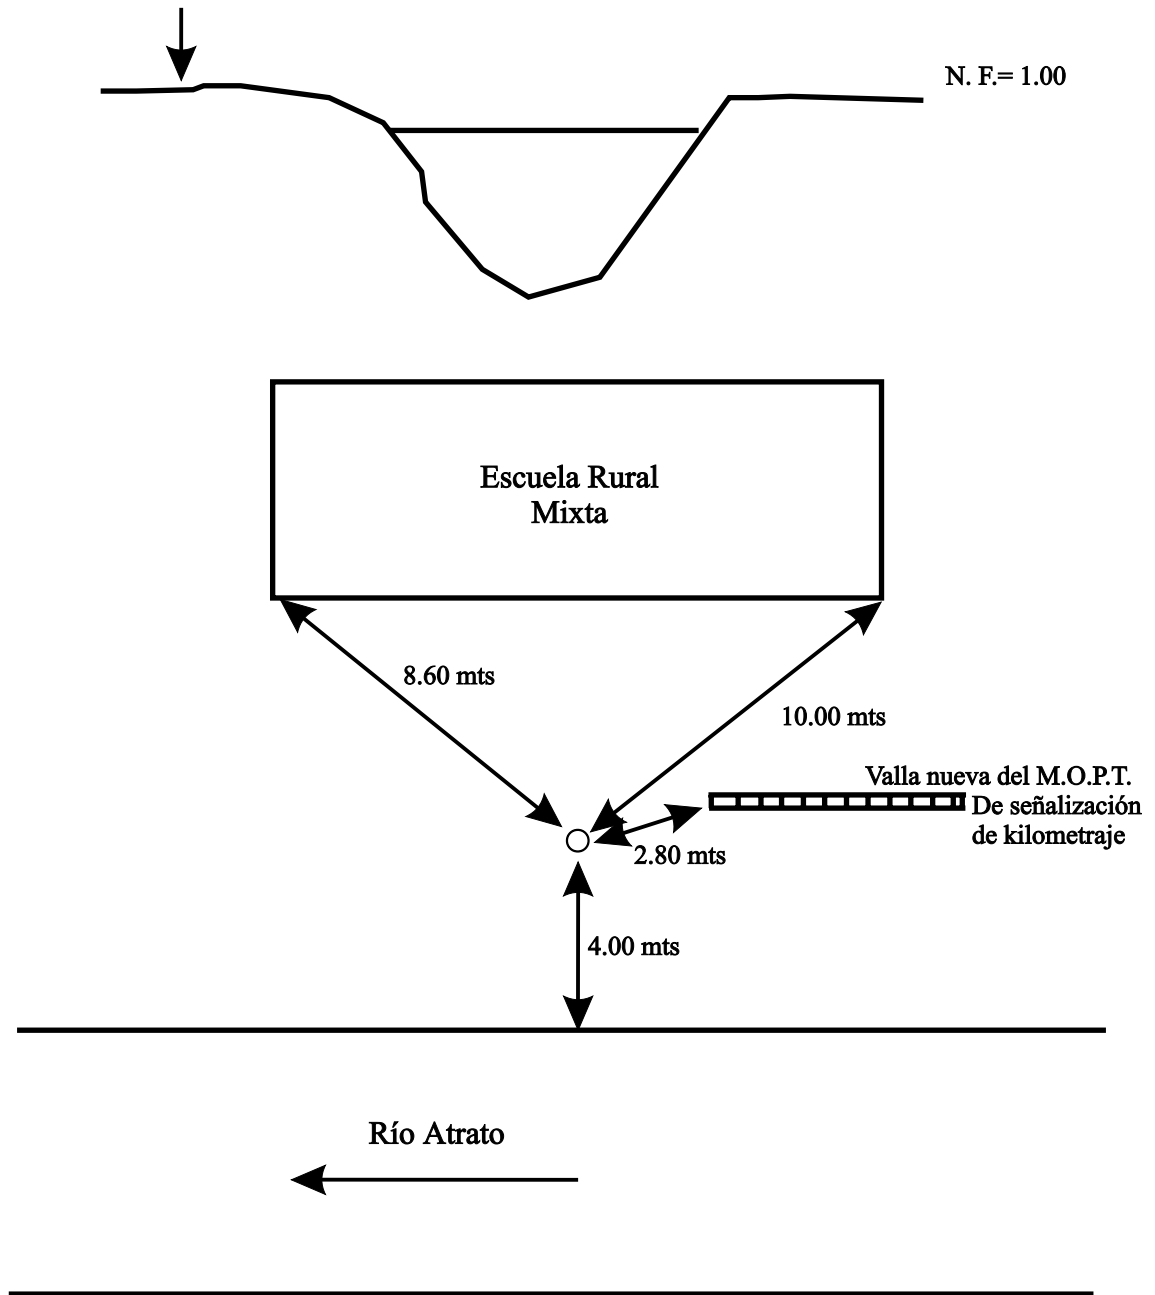 N. F.= 1.00
Escuela Rural
Mixta
8.60 mts
10.00 mts
Valla nueva del M.O.P.T.
De señalización
de kilometraje
2.80 mts
4.00 mts
Río Atrato